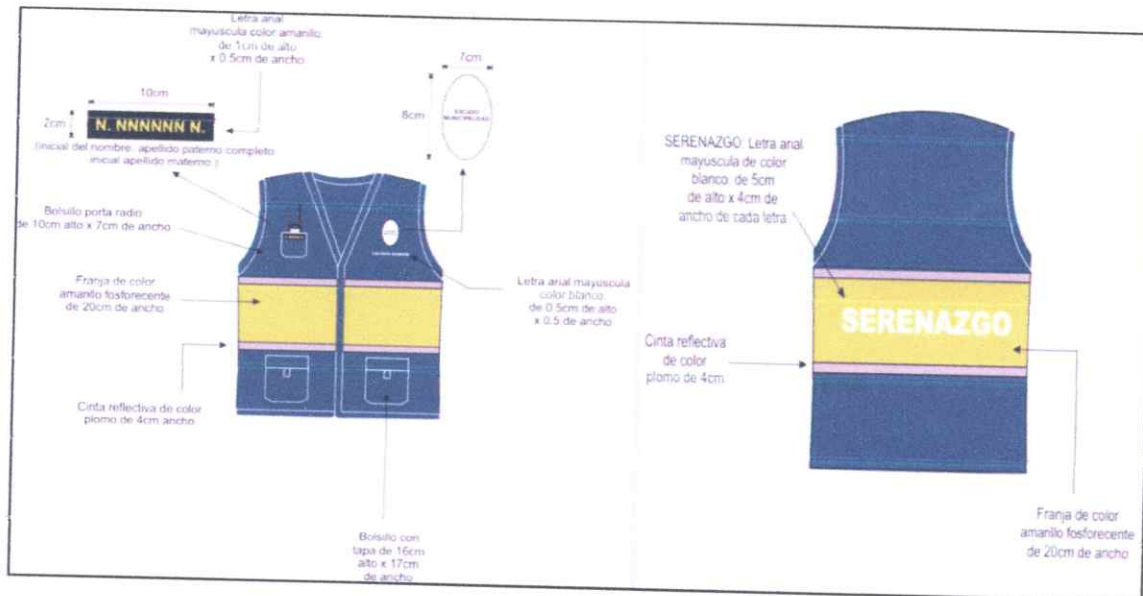 Letra arial
mayuscula color amarillo.
de 1cm de alto
x 0.5cm de ancho
10cm
2cm
N. NNNNNN N.
(inicial del nombre. apellido paterno completo
inicial apellido materno.)
7cm
8cm
ESCUDO
MUNICIPALIDAD
Bolsillo porta radio
de 10cm alto x 7cm de ancho
Franja de color
amarillo fosforecente
de 20cm de ancho
Cinta reflectiva de color
plomo de 4cm ancho
Letra arial mayuscula
color blanco.
de 0.5cm de alto
x 0.5 de ancho
Bolsillo con
tapa de 16cm
alto x 17cm
de ancho
SERENAZGO: Letra arial
mayuscula de color
blanco. de 5cm
de alto x 4cm de
ancho de cada letra
SERENAZGO
Cinta reflectiva
de color
plomo de 4cm
Franja de color
amarillo fosforecente
de 20cm de ancho